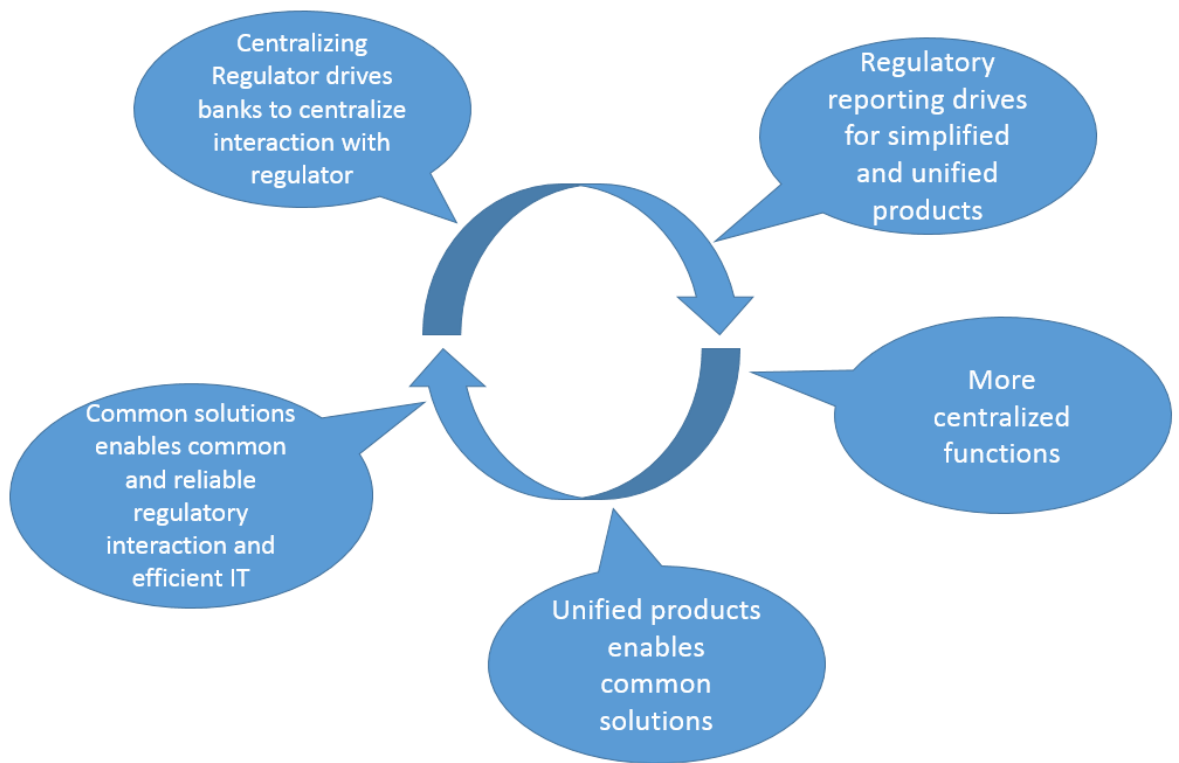 Centralizing
Regulator drives
banks to centralize
interaction with
regulator
Regulatory
reporting drives
for simplified
and unified
products
More
centralized
functions
Unified products
enables
common
solutions
Common solutions
enables common
and reliable
regulatory
interaction and
efficient IT